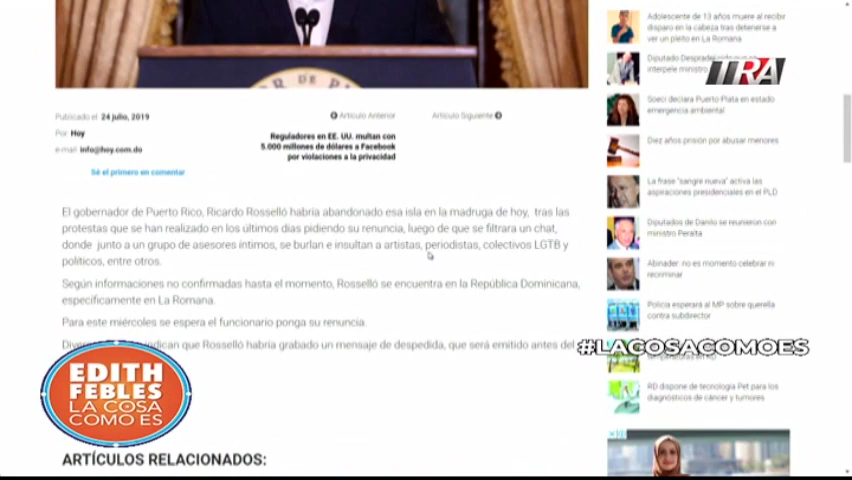 R DE P
Publicado el: 24 julio, 2019
Por: Hoy
e-mail: info@hoy.com.do
Sé el primero en comentar
Artículo Anterior
Artículo Siguiente
Reguladores en EE. UU. multan con
5.000 millones de dólares a Facebook
por violaciones a la privacidad
El gobernador de Puerto Rico, Ricardo Rosselló habría abandonado esa isla en la madruga de hoy, tras las
protestas que se han realizado en los últimos días pidiendo su renuncia, luego de que se filtrara un chat,
donde junto a un grupo de asesores íntimos, se burlan e insultan a artistas, periodistas, colectivos LGTB y
políticos, entre otros.
Según informaciones no confirmadas hasta el momento, Rosselló se encuentra en la República Dominicana,
específicamente en La Romana.
Para este miércoles se espera el funcionario ponga su renuncia.
indican que Rosselló habría grabado un mensaje de despedida, que será emitido antes del
ARTÍCULOS RELACIONADOS:
Adolescente de 13 años muere al recibir
disparo en la cabeza tras detenerse a
ver un pleito en La Romana
Diputado Despradel
interpele ministro
Soeci declara Puerto Plata en estado
emergencia ambiental
Diez años prisión por abusar menores
La frase "sangre nueva" activa las
aspiraciones presidenciales en el PLD
Diputados de Danilo se reunieron con
ministro Peralta
Abinader: no es momento celebrar ni
recriminar
Policía esperará al MP sobre querella
contra subdirector
RD dispone de tecnología Pet para los
diagnósticos de cáncer y tumores
TRA
#LACOSACOMOES
EDITH
FEBLES
LA COSA
COMO ES